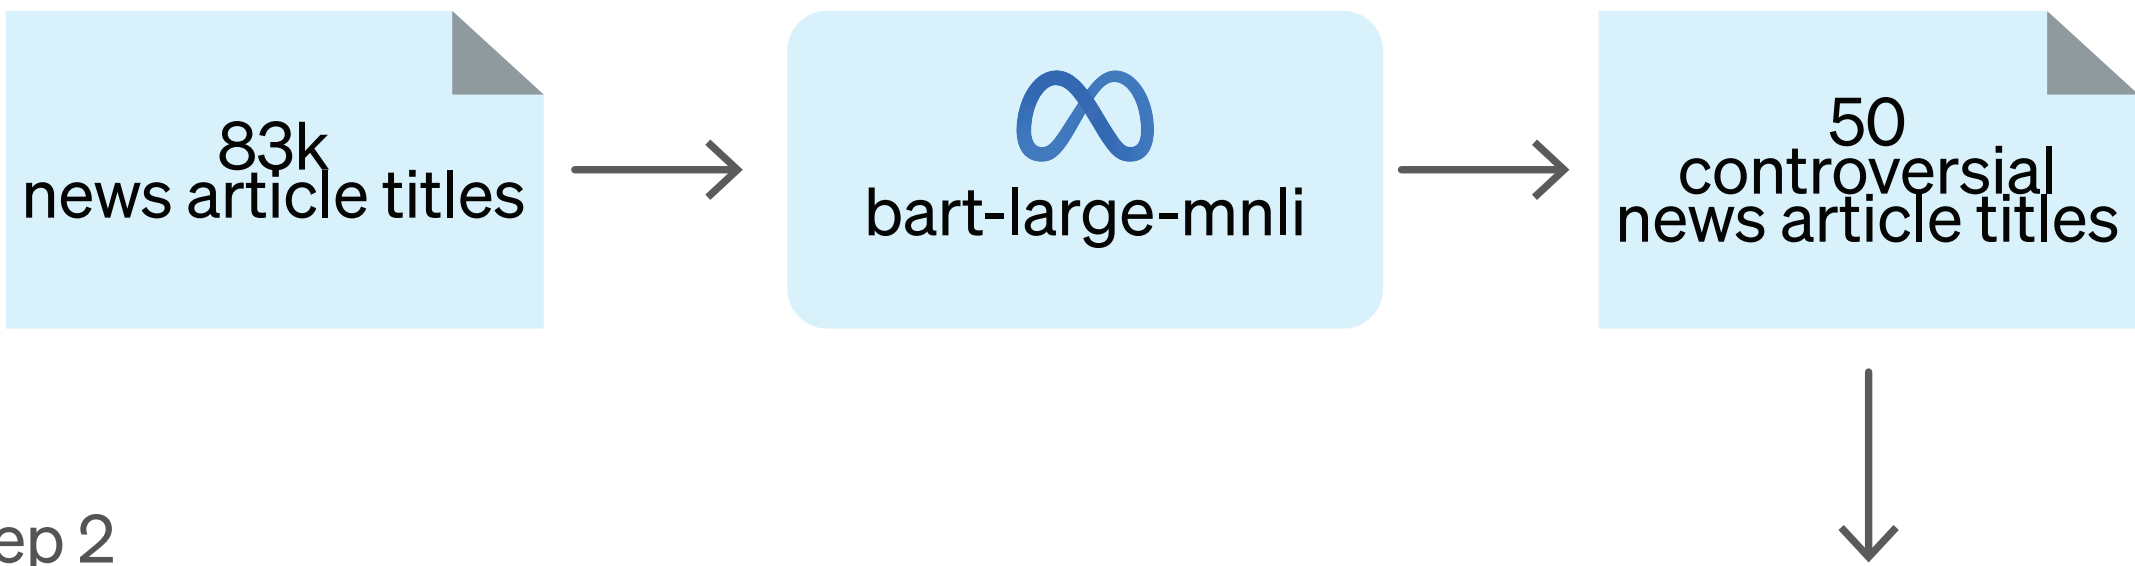 83k
news article titles
bart-large-mnli
50
controversial
news article titles
ep 2